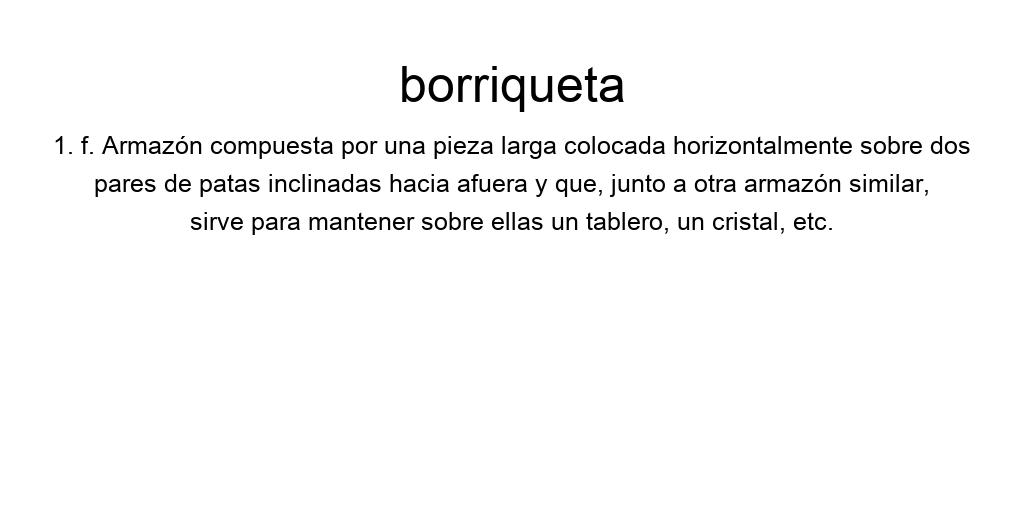 borriqueta
1. f. Armazón compuesta por una pieza larga colocada horizontalmente sobre dos
pares de patas inclinadas hacia afuera y que, junto a otra armazón similar,
sirve para mantener sobre ellas un tablero, un cristal, etc.